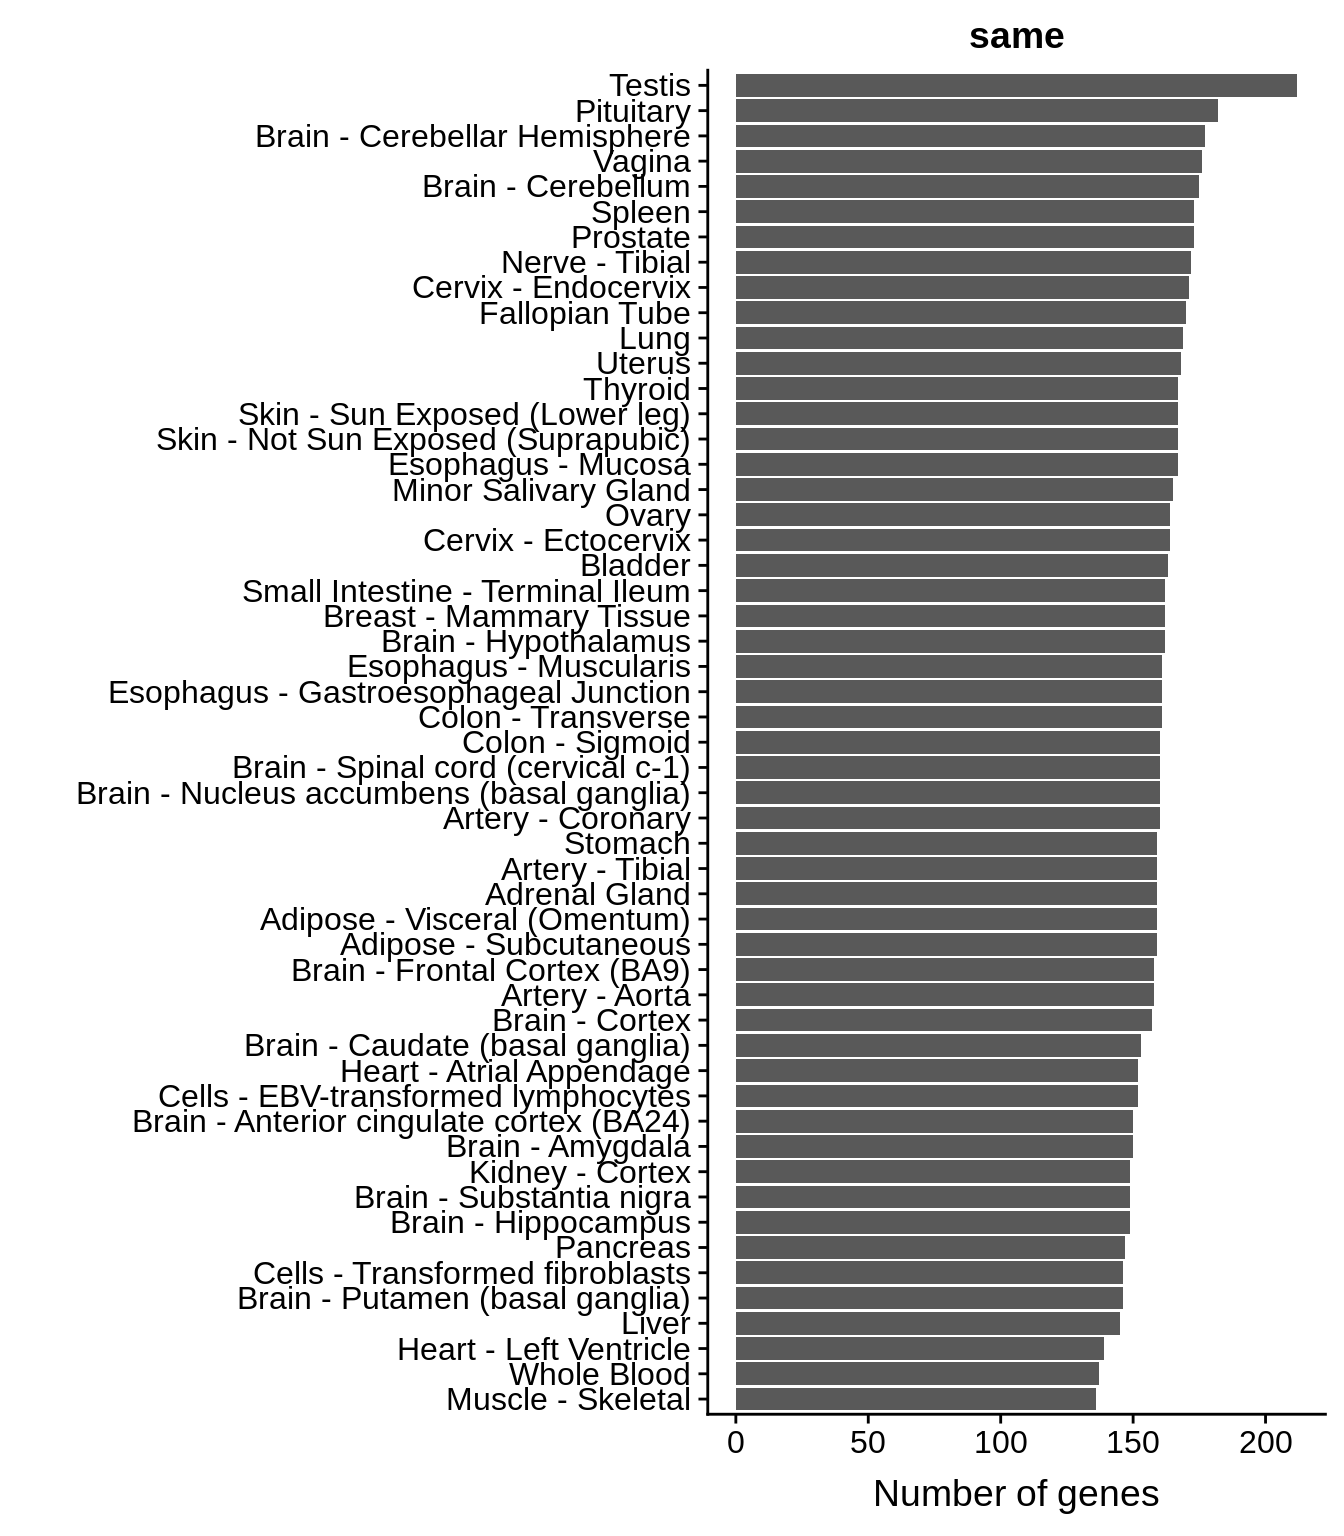 same
Testis
Pituitary
Brain - Cerebellar Hemisphere
Vagina
Brain - Cerebellum
Spleen
Prostate
Nerve - Tibial
Cervix - Endocervix
Fallopian Tube
Lung
Uterus
Thyroid
Skin - Sun Exposed (Lower leg)
Skin - Not Sun Exposed (Suprapubic)
Esophagus - Mucosa
Minor Salivary Gland
Ovary
Cervix - Ectocervix
Bladder
Small Intestine - Terminal Ileum
Breast - Mammary Tissue
Brain - Hypothalamus
Esophagus - Muscularis
Esophagus - Gastroesophageal Junction
Colon - Transverse
Colon - Sigmoid
Brain - Spinal cord (cervical c-1)
Brain - Nucleus accumbens (basal ganglia)
Artery - Coronary
Stomach
Artery - Tibial
Adrenal Gland
Adipose - Visceral (Omentum)
Adipose - Subcutaneous
Brain - Frontal Cortex (BA9)
Artery - Aorta
Brain - Cortex
Brain - Caudate (basal ganglia)
Heart - Atrial Appendage
Cells - EBV-transformed lymphocytes
Brain - Anterior cingulate cortex (BA24)
Brain - Amygdala
Kidney - Cortex
Brain - Substantia nigra
Brain - Hippocampus
Pancreas
Cells - Transformed fibroblasts
Brain - Putamen (basal ganglia)
Liver
Heart - Left Ventricle
Whole Blood
Muscle - Skeletal
0 50 100 150 200
Number of genes